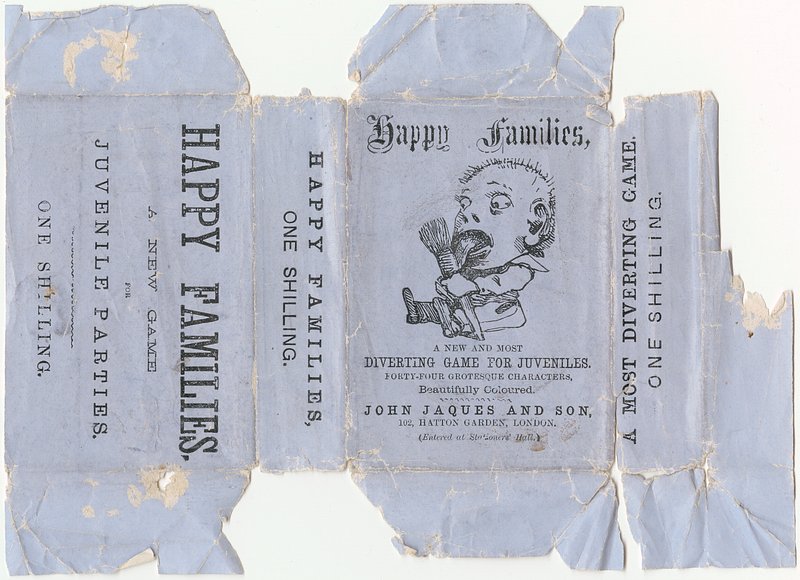 HAPPY FAMILIES,
A NEW GAME
FOR
JUVENILE PARTIES.
ONE SHILLING.
HAPPY FAMILIES,
ONE SHILLING.
Happy Families,
A NEW AND MOST
DIVERTING GAME FOR JUVENILES.
FORTY-FOUR GROTESQUE CHARACTERS,
Beautifully Coloured.
JOHN JAQUES AND SON,
102, HATTON GARDEN, LONDON.
(Entered at Stationers' Hall.)
A MOST DIVERTING GAME.
ONE SHILLING.